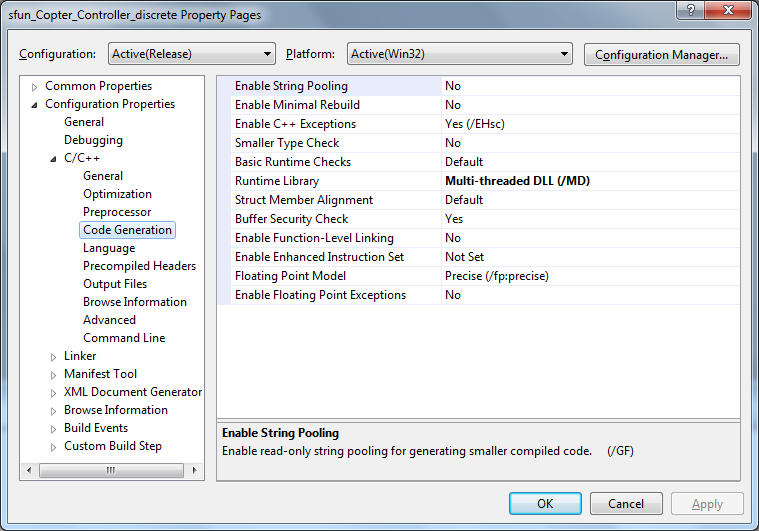 sfun_Copter_Controller_discrete Property Pages
Configuration: Active(Release) Platform: Active(Win32) Configuration Manager...
Common Properties
Configuration Properties
General
Debugging
C/C++
General
Optimization
Preprocessor
Code Generation
Language
Precompiled Headers
Output Files
Browse Information
Advanced
Command Line
Linker
Manifest Tool
XML Document Generator
Browse Information
Build Events
Custom Build Step
Enable String Pooling No
Enable Minimal Rebuild No
Enable C++ Exceptions Yes (/EHsc)
Smaller Type Check No
Basic Runtime Checks Default
Runtime Library Multi-threaded DLL (/MD)
Struct Member Alignment Default
Buffer Security Check Yes
Enable Function-Level Linking No
Enable Enhanced Instruction Set Not Set
Floating Point Model Precise (/fp:precise)
Enable Floating Point Exceptions No
Enable String Pooling
Enable read-only string pooling for generating smaller compiled code. (/GF)
OK Cancel Apply